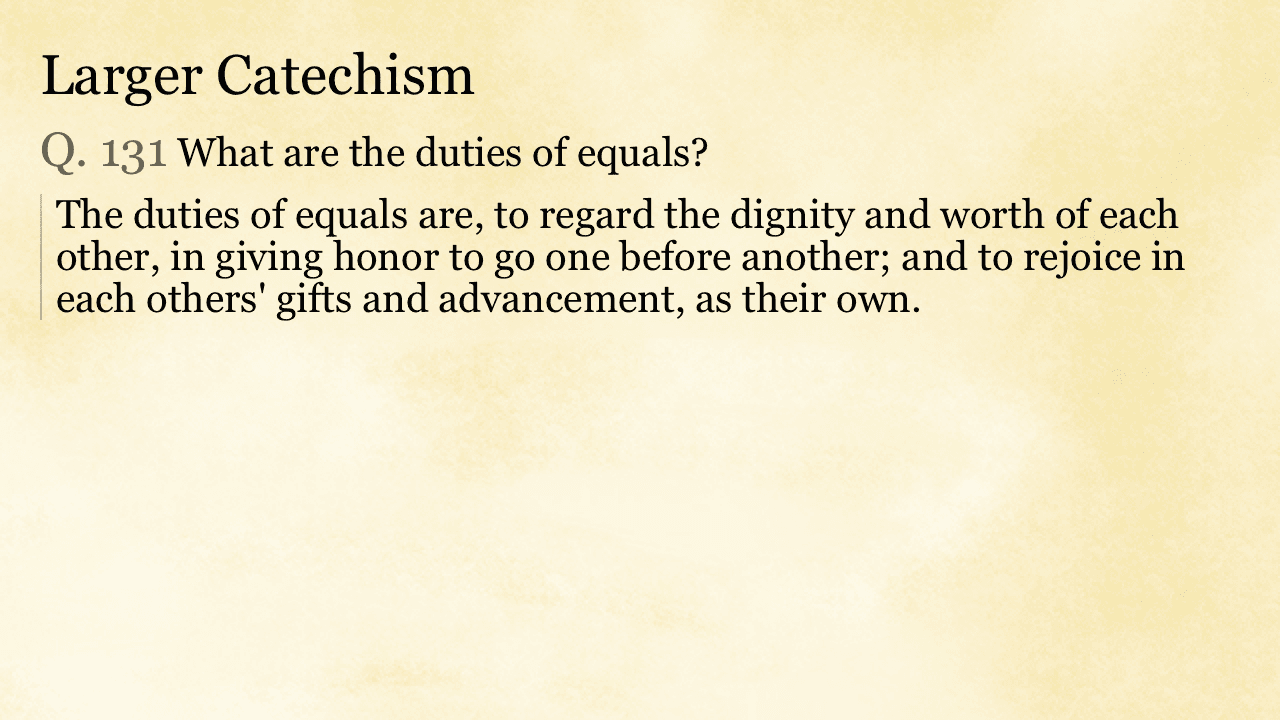 Larger Catechism
Q. 131 What are the duties of equals?
The duties of equals are, to regard the dignity and worth of each
other, in giving honor to go one before another; and to rejoice in
each others' gifts and advancement, as their own.